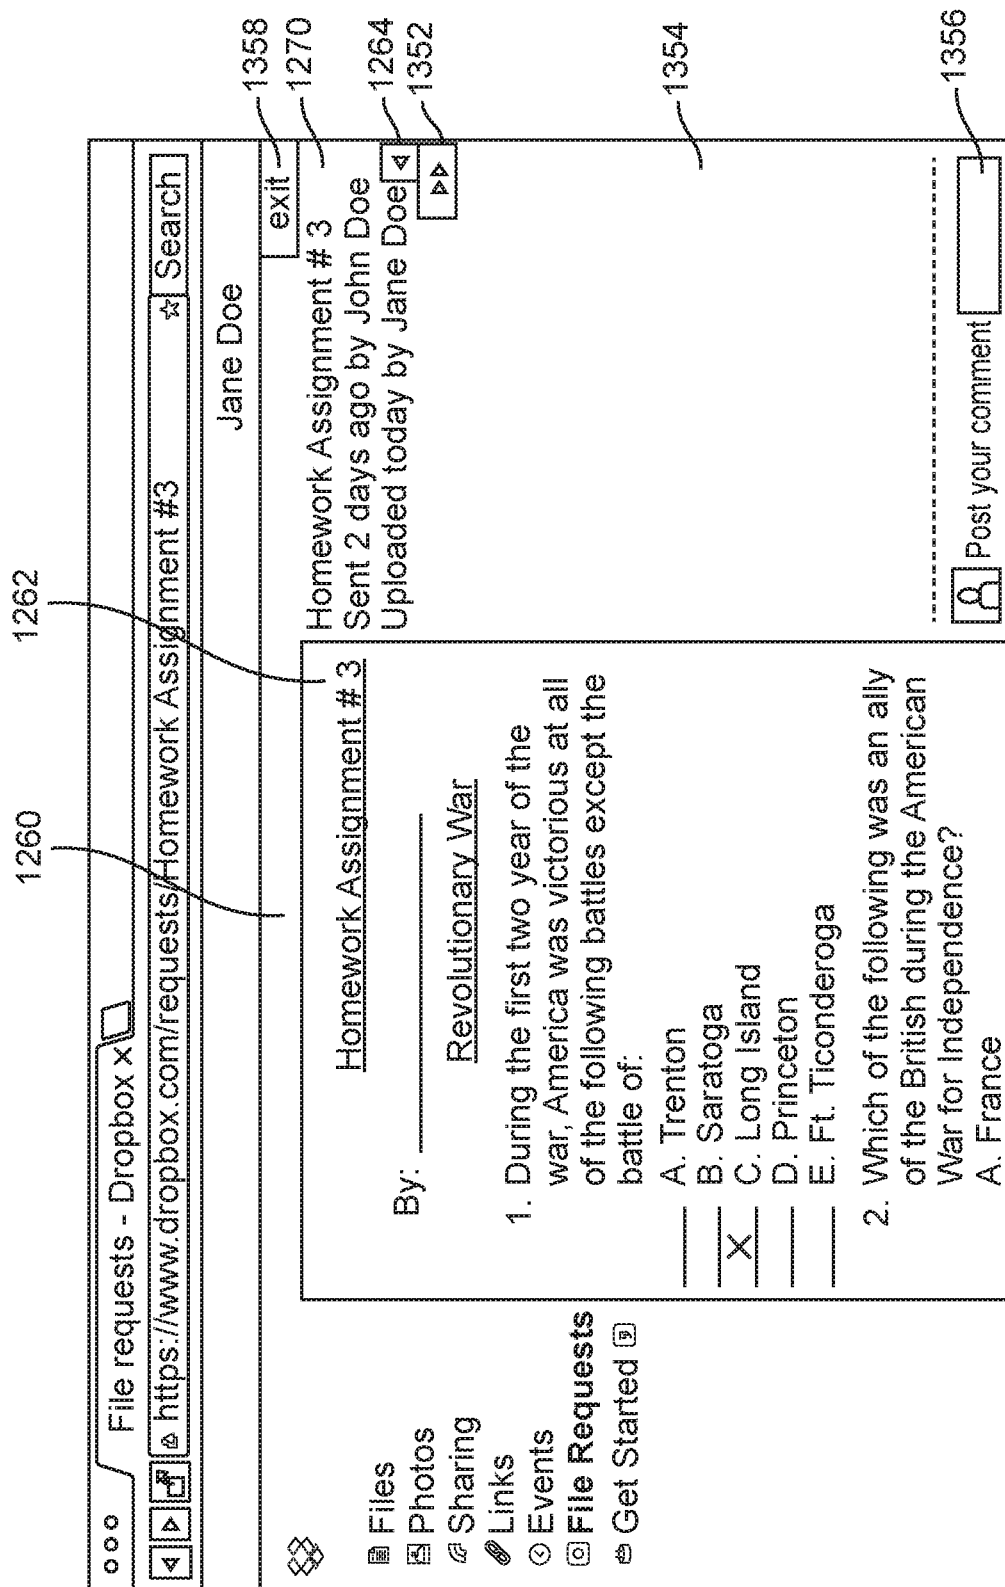 1260
1262
File requests - Dropbox x
https://www.dropbox.com/requests/Homework Assignment #3
☆ Search
Jane Doe
exit
1358
1270
1264
1352
1354
1356
Files
Photos
Sharing
Links
Events
File Requests
Get Started
Homework Assignment # 3
By:
Revolutionary War
1. During the first two year of the
war, America was victorious at all
of the following battles except the
battle of:
A. Trenton
B. Saratoga
X C. Long Island
D. Princeton
E. Ft. Ticonderoga
2. Which of the following was an ally
of the British during the American
War for Independence?
A. France
Homework Assignment # 3
Sent 2 days ago by John Doe
Uploaded today by Jane Doe
Post your comment